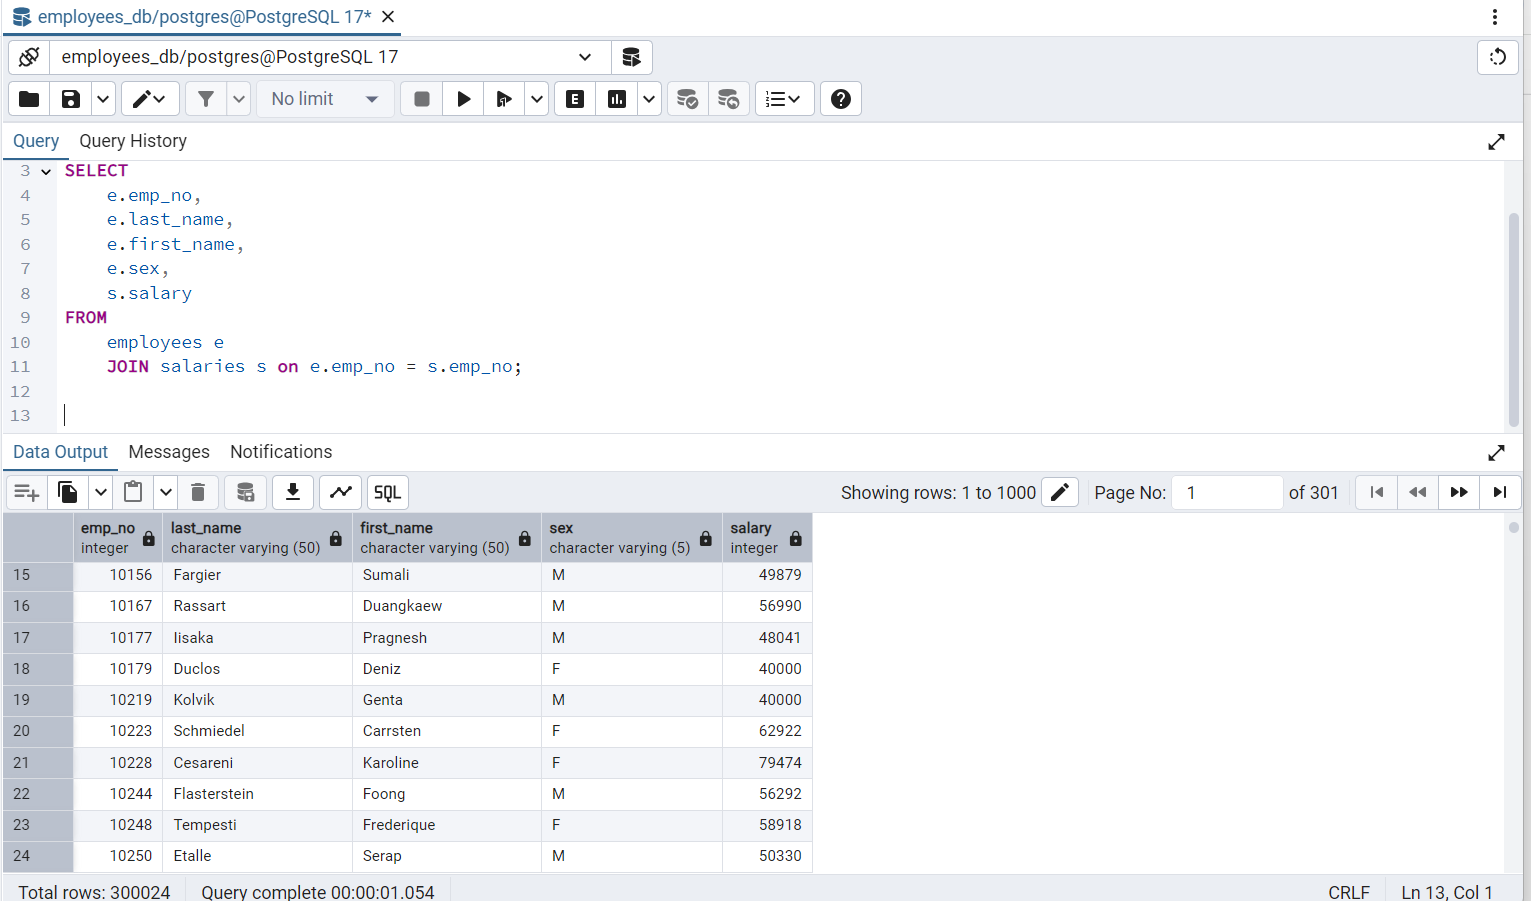 employees_db/postgres@PostgreSQL 17*
employees_db/postgres@PostgreSQL 17
No limit
E
Query Query History
3 SELECT
4 e.emp_no,
5 e.last_name,
6 e.first_name,
7 e.sex,
8 s.salary
9 FROM
10 employees e
11 JOIN salaries s on e.emp_no = s.emp_no;
12
13
Data Output Messages Notifications
SQL Showing rows: 1 to 1000 Page No: 1 of 301
emp_no last_name first_name sex salary
integer character varying (50) character varying (50) character varying (5) integer
15 10156 Fargier Sumali M 49879
16 10167 Rassart Duangkaew M 56990
17 10177 Iisaka Pragnesh M 48041
18 10179 Duclos Deniz F 40000
19 10219 Kolvik Genta M 40000
20 10223 Schmiedel Carrsten F 62922
21 10228 Cesareni Karoline F 79474
22 10244 Flasterstein Foong M 56292
23 10248 Tempesti Frederique F 58918
24 10250 Etalle Serap M 50330
Total rows: 300024 Query complete 00:00:01.054 CRLF Ln 13, Col 1